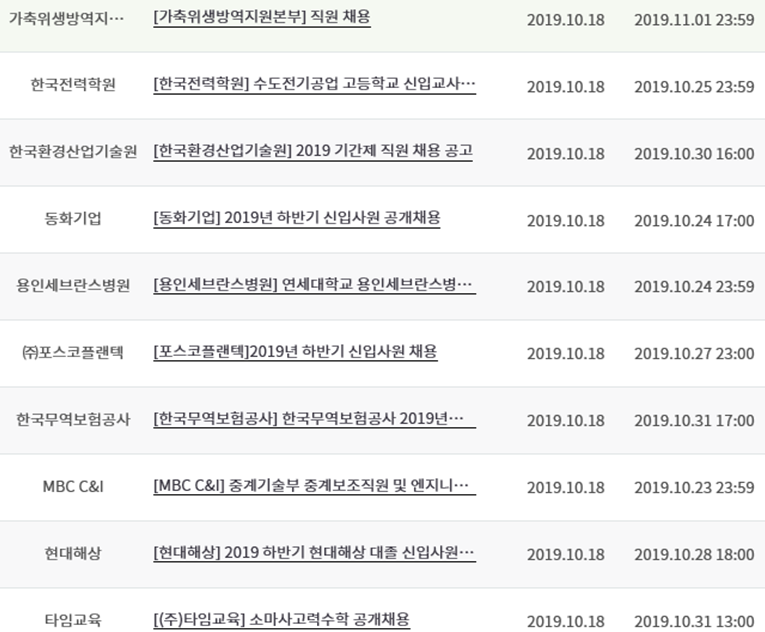 가축위생방역지… [가축위생방역지원본부] 직원 채용 2019.10.18 2019.11.01 23:59
한국전력학원 [한국전력학원] 수도전기공업 고등학교 신입교사… 2019.10.18 2019.10.25 23:59
한국환경산업기술원 [한국환경산업기술원] 2019 기간제 직원 채용 공고 2019.10.18 2019.10.30 16:00
동화기업 [동화기업] 2019년 하반기 신입사원 공개채용 2019.10.18 2019.10.24 17:00
용인세브란스병원 [용인세브란스병원] 연세대학교 용인세브란스병… 2019.10.18 2019.10.24 23:59
㈜포스코플랜텍 [포스코플랜텍]2019년 하반기 신입사원 채용 2019.10.18 2019.10.27 23:00
한국무역보험공사 [한국무역보험공사] 한국무역보험공사 2019년… 2019.10.18 2019.10.31 17:00
MBC C&I [MBC C&I] 중계기술부 중계보조직원 및 엔지니… 2019.10.18 2019.10.23 23:59
현대해상 [현대해상] 2019 하반기 현대해상 대졸 신입사원… 2019.10.18 2019.10.28 18:00
타임교육 [(주)타임교육] 소마사고력수학 공개채용 2019.10.18 2019.10.31 13:00